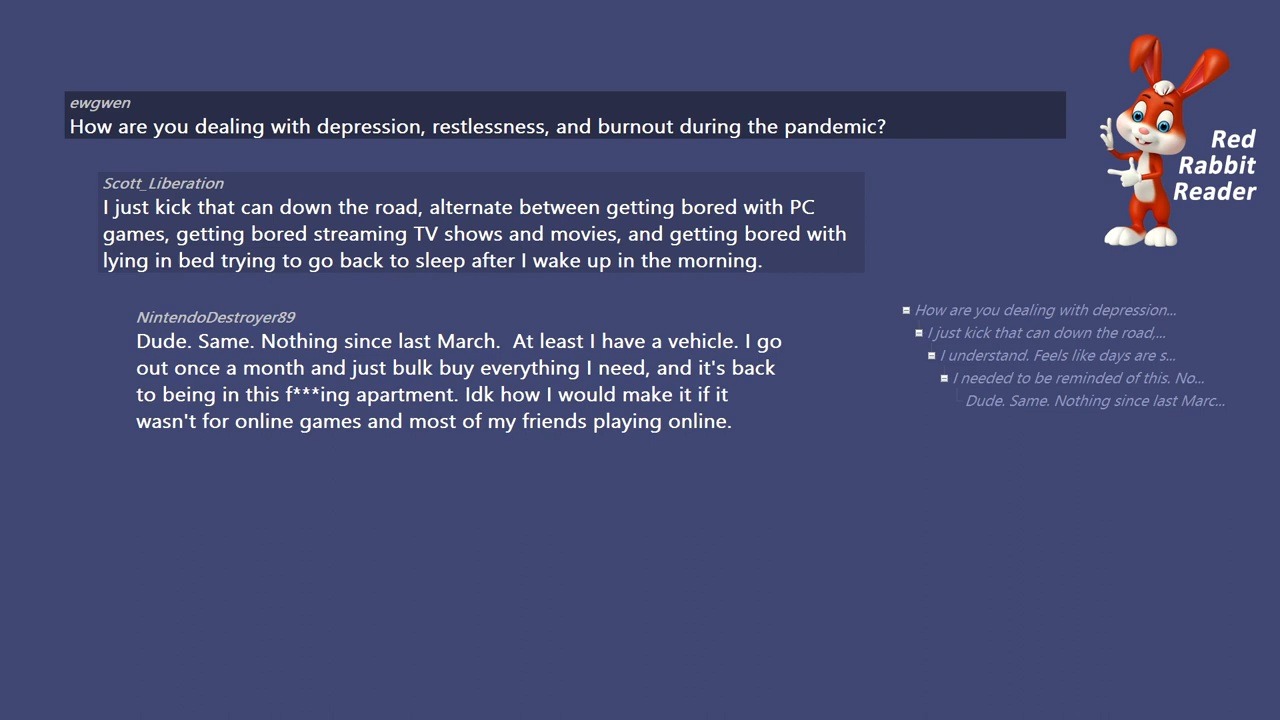 ewgwen
How are you dealing with depression, restlessness, and burnout during the pandemic?
Scott_Liberation
I just kick that can down the road, alternate between getting bored with PC
games, getting bored streaming TV shows and movies, and getting bored with
lying in bed trying to go back to sleep after I wake up in the morning.
NintendoDestroyer89
Dude. Same. Nothing since last March.  At least I have a vehicle. I go
out once a month and just bulk buy everything I need, and it's back
to being in this f***ing apartment. Idk how I would make it if it
wasn't for online games and most of my friends playing online.
Red
Rabbit
Reader
How are you dealing with depression...
I just kick that can down the road,...
I understand. Feels like days are s...
I needed to be reminded of this. No...
Dude. Same. Nothing since last Marc...